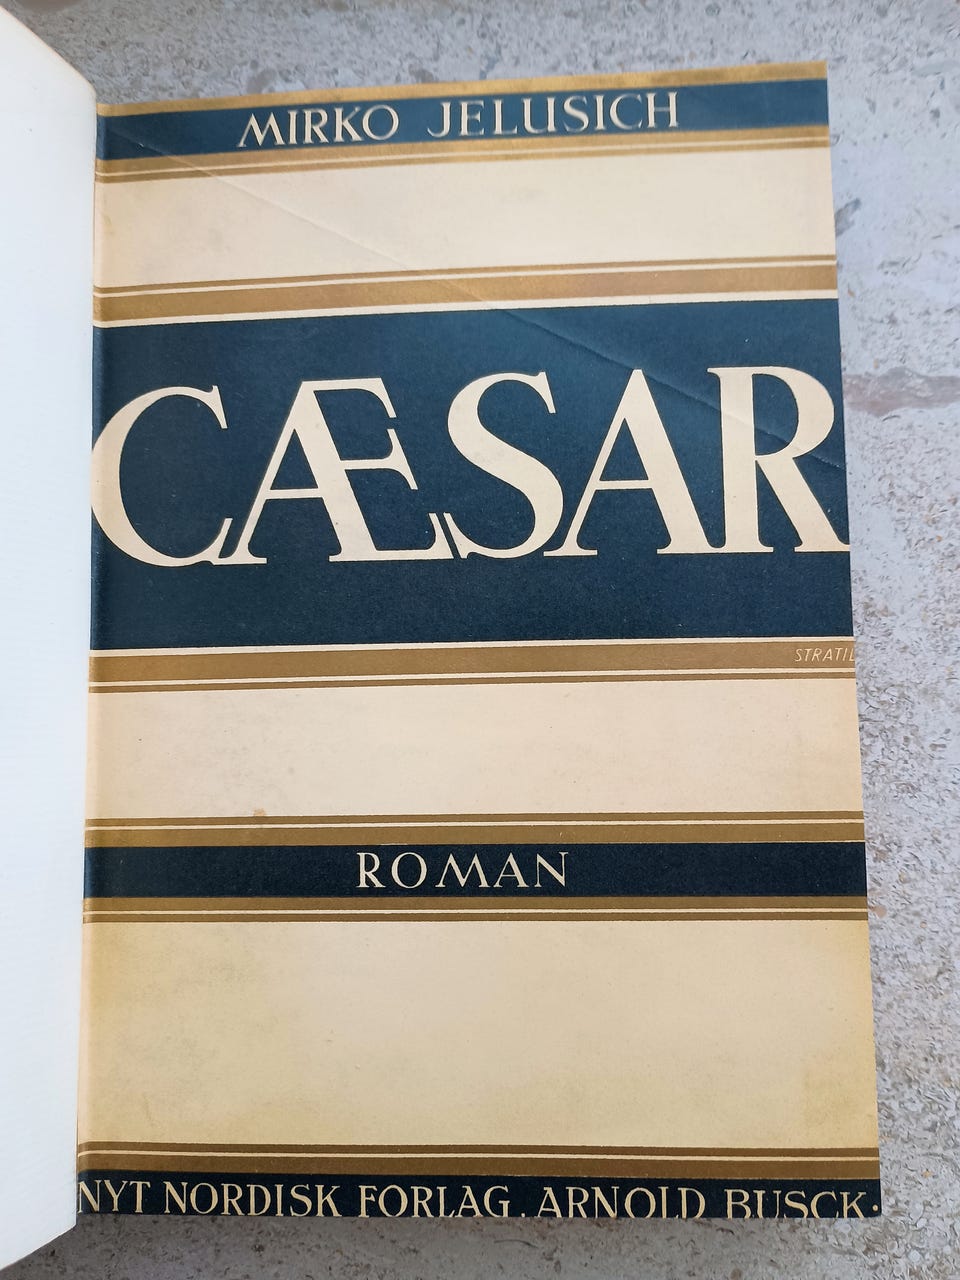 MIRKO JELUSICH
CÆSAR
STRATIL
ROMAN
NYT NORDISK FORLAG. ARNOLD BUSCK.